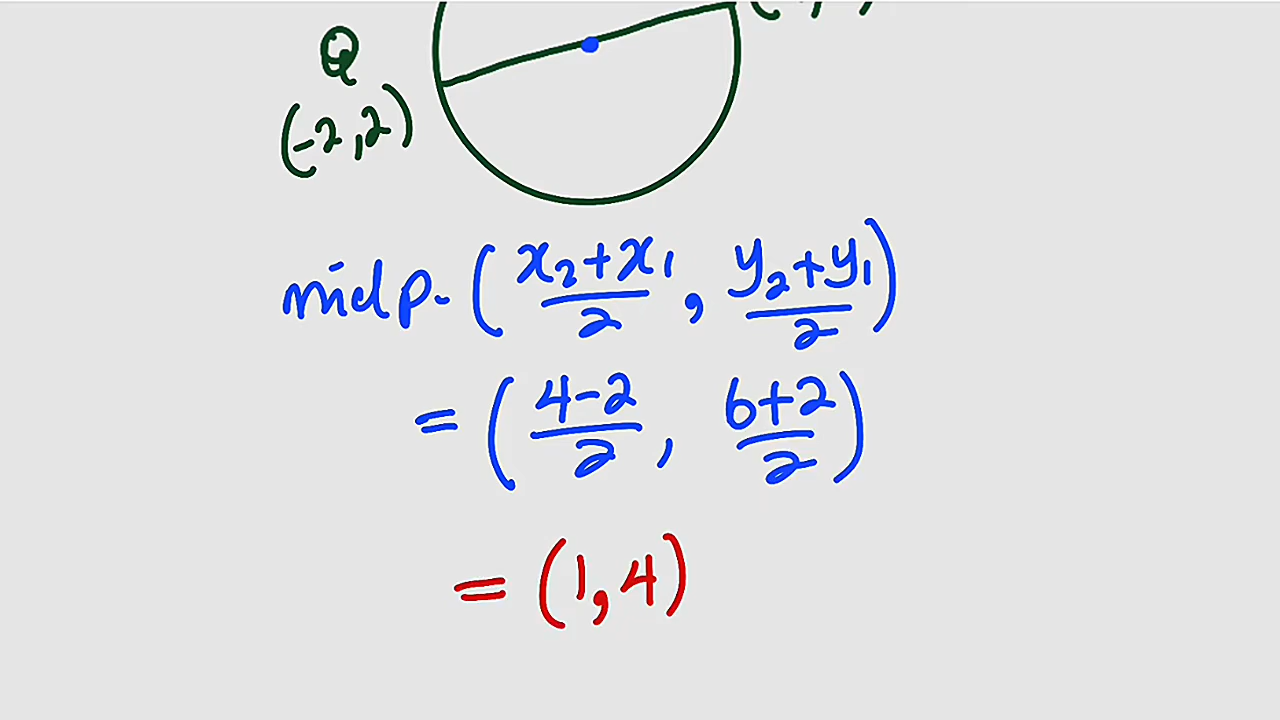 Q
(-2,2)
midp. (x₂+x₁/2, y₂+y₁/2)
= (4-2/2, 6+2/2)
= (1,4)